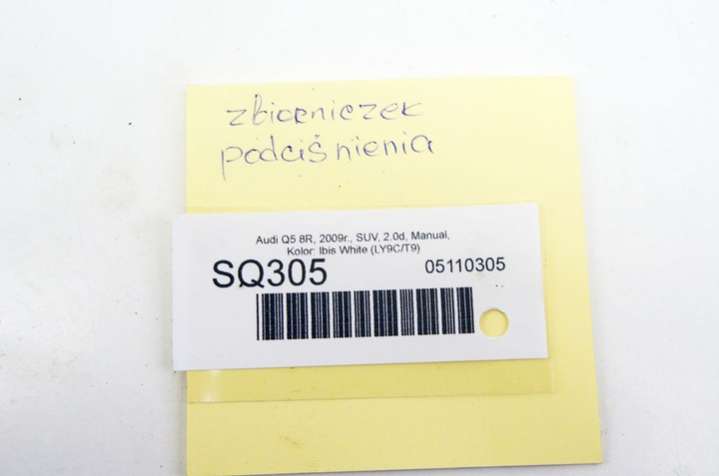 zbiorniczek
podciśnienia
Audi Q5 8R, 2009r., SUV, 2.0d, Manual,
Kolor: Ibis White (LY9C/T9)
SQ305 05110305